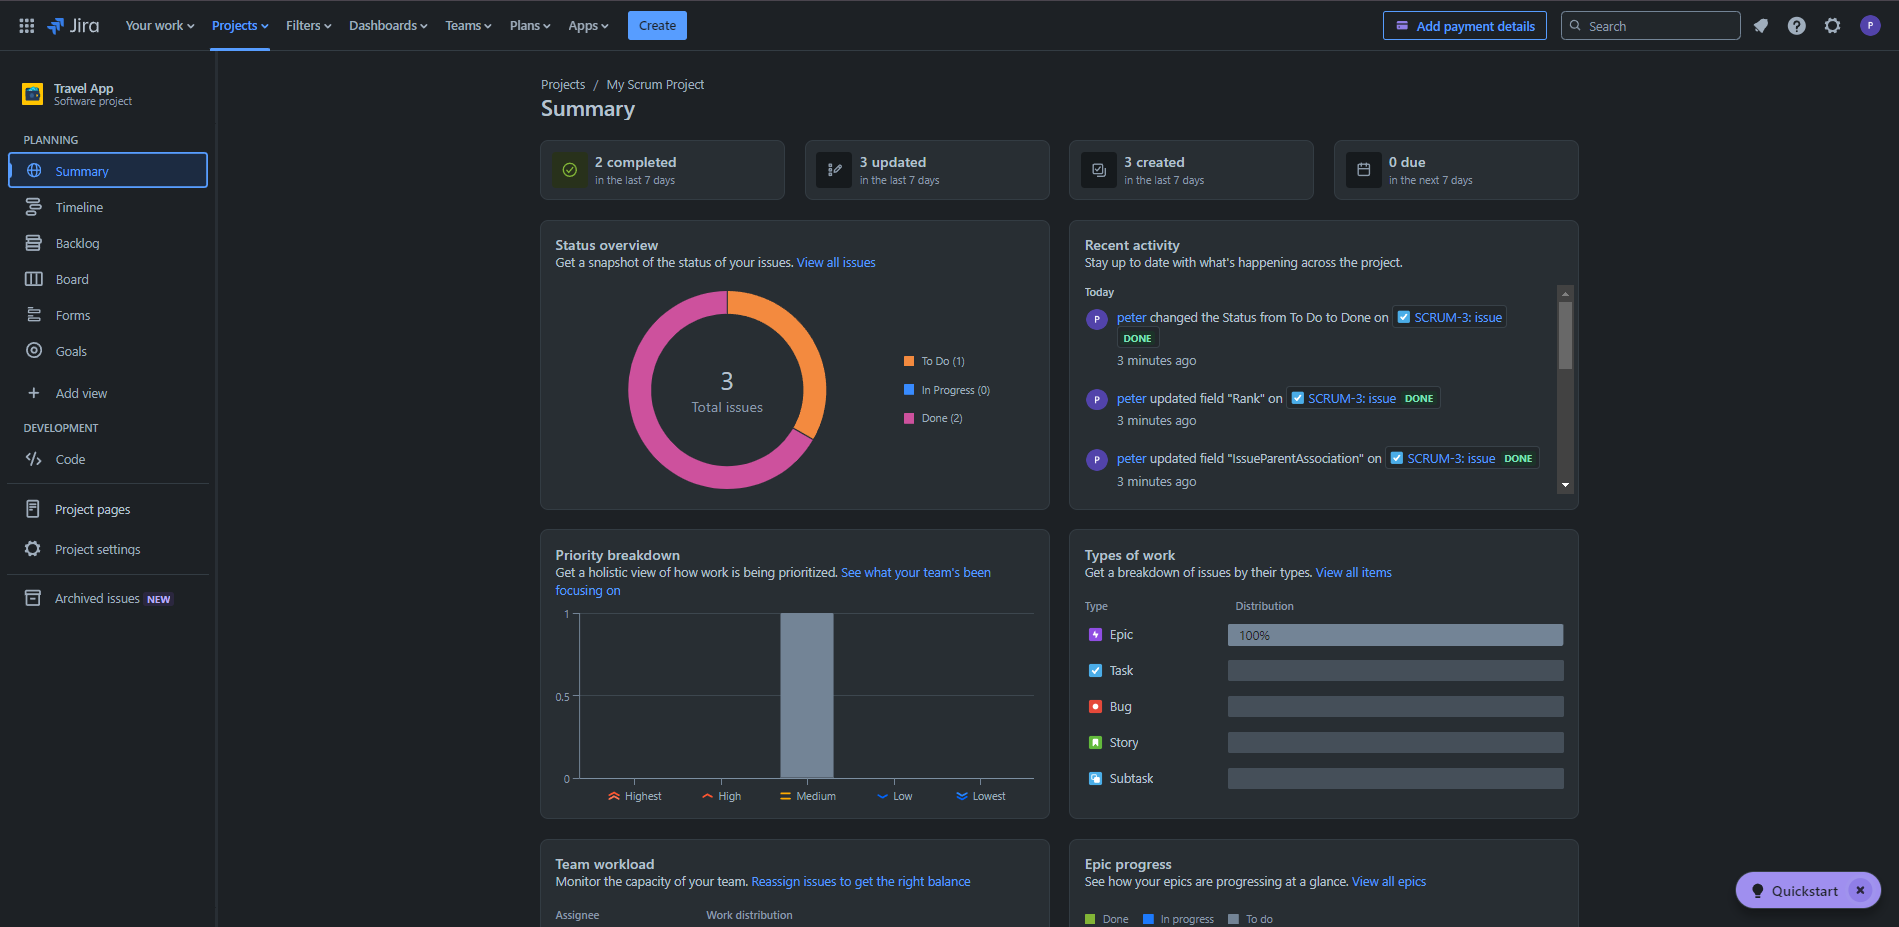 Jira
Your work
Projects
Filters
Dashboards
Teams
Plans
Apps
Create
Add payment details
Search
P
Travel App
Software project
PLANNING
Summary
Timeline
Backlog
Board
Forms
Goals
Add view
DEVELOPMENT
Code
Project pages
Project settings
Archived issues NEW
Projects / My Scrum Project
Summary
2 completed
in the last 7 days
3 updated
in the last 7 days
3 created
in the last 7 days
0 due
in the next 7 days
Status overview
Get a snapshot of the status of your issues. View all issues
3
Total issues
To Do (1)
In Progress (0)
Done (2)
Recent activity
Stay up to date with what's happening across the project.
Today
P
peter changed the Status from To Do to Done on SCRUM-3: issue
DONE
3 minutes ago
P
peter updated field "Rank" on SCRUM-3: issue DONE
3 minutes ago
P
peter updated field "IssueParentAssociation" on SCRUM-3: issue DONE
3 minutes ago
Priority breakdown
Get a holistic view of how work is being prioritized. See what your team's been
focusing on
1
0.5
0
Highest
High
Medium
Low
Lowest
Types of work
Get a breakdown of issues by their types. View all items
Type
Distribution
Epic
100%
Task
Bug
Story
Subtask
Team workload
Monitor the capacity of your team. Reassign issues to get the right balance
Assignee
Work distribution
Epic progress
See how your epics are progressing at a glance. View all epics
Done
In progress
To do
Quickstart